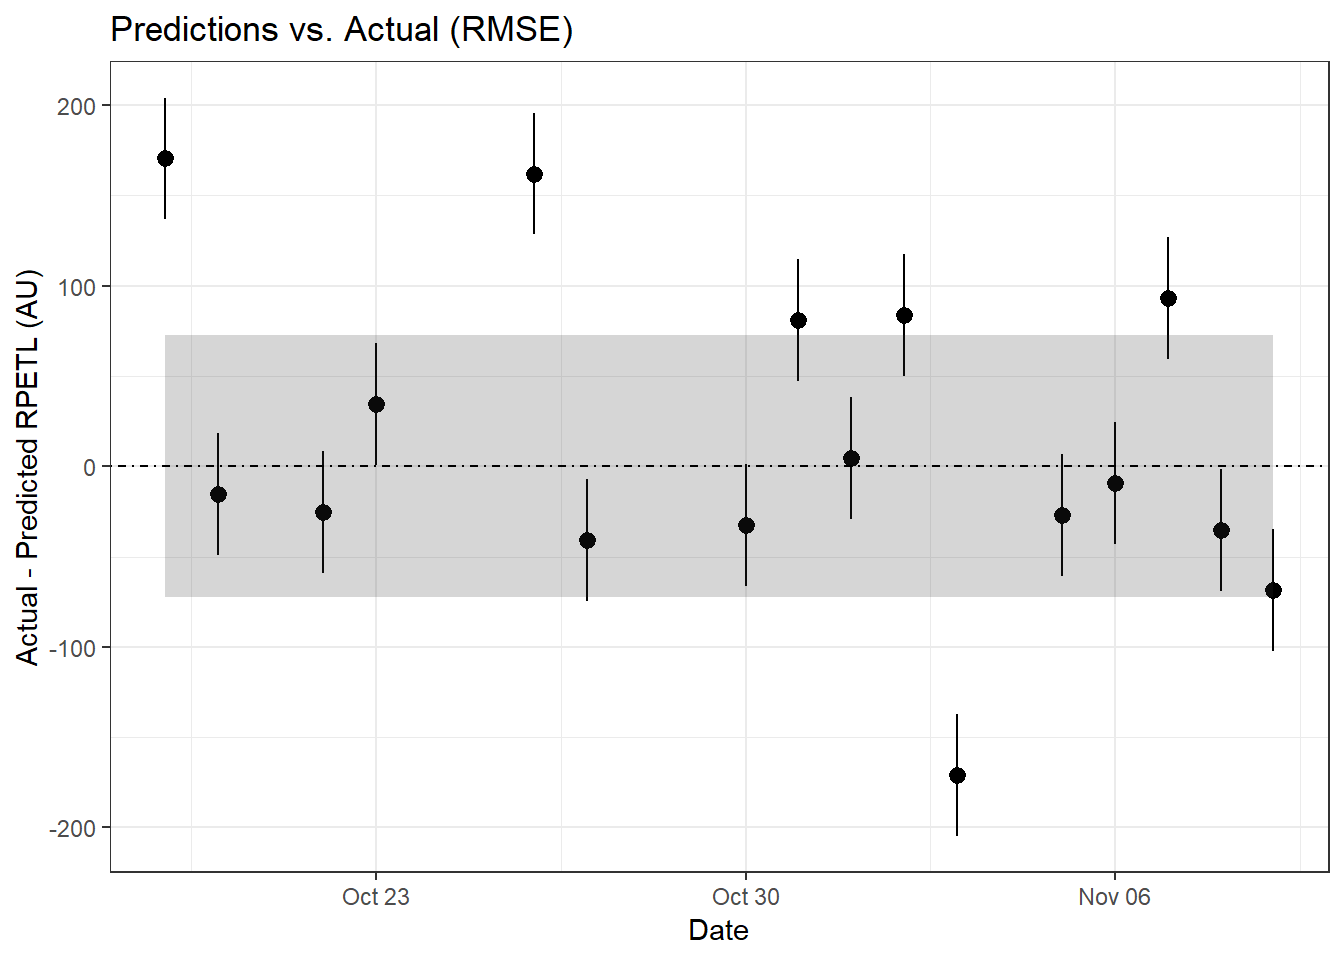 Predictions vs. Actual (RMSE)
Actual - Predicted RPETL (AU)
200
100
0
-100
-200
Oct 23
Oct 30
Nov 06
Date